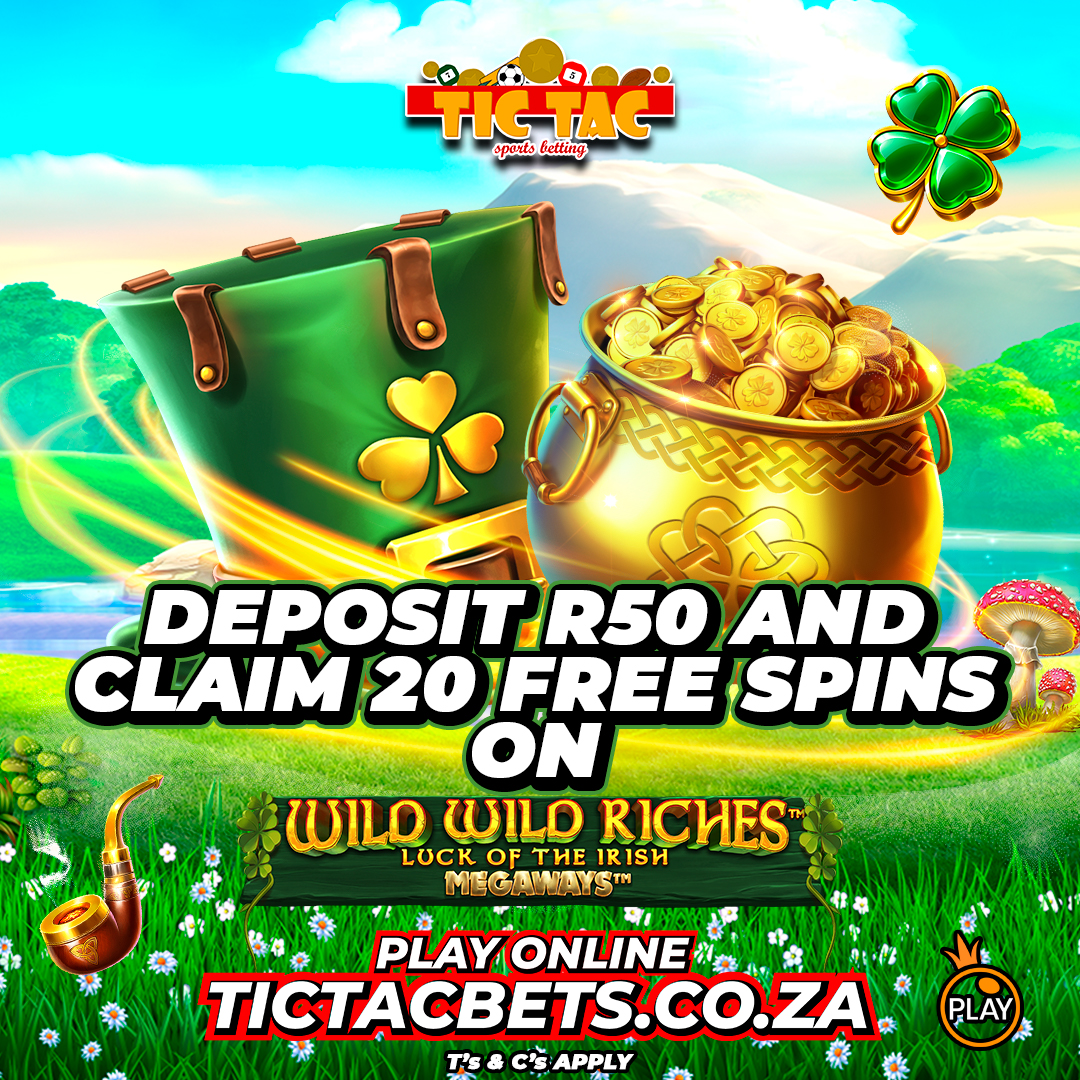 TIC TAC
sports betting
DEPOSIT R50 AND
CLAIM 20 FREE SPINS
ON
WILD WILD RICHES™
LUCK OF THE IRISH
MEGAWAYS™
PLAY ONLINE
TICTACBETS.CO.ZA
PLAY
T's & C's APPLY